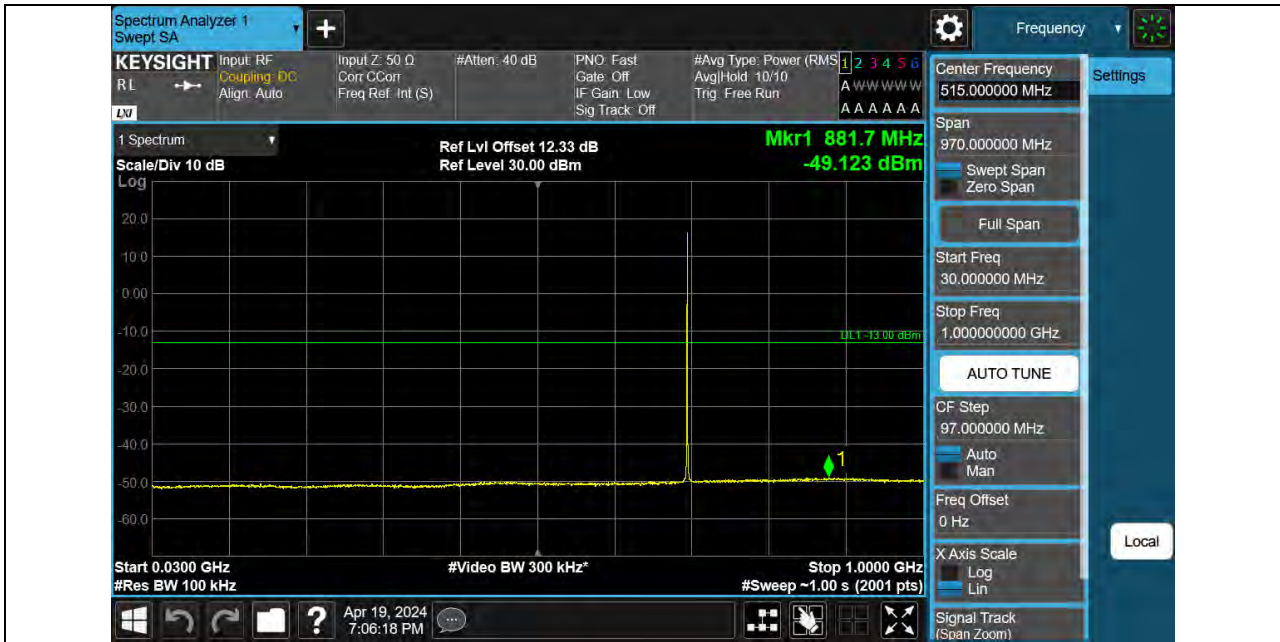 Spectrum Analyzer 1
Swept SA
Frequency
KEYSIGHT
RL
LXI
Input: RF
Coupling: DC
Align: Auto
Input Z: 50 Ω
Corr CCorr
Freq Ref: Int (S)
#Atten: 40 dB
PNO: Fast
Gate: Off
IF Gain: Low
Sig Track: Off
#Avg Type: Power (RMS
Avg|Hold: 10/10
Trig: Free Run
1 2 3 4 5 6
A W W W W W
A A A A A A
1 Spectrum
Scale/Div 10 dB
Ref Lvl Offset 12.33 dB
Ref Level 30.00 dBm
Mkr1 881.7 MHz
-49.123 dBm
Log
20.0
10.0
0.00
-10.0
-20.0
-30.0
-40.0
-50.0
-60.0
DL1 -13.00 dBm
1
Start 0.0300 GHz
#Res BW 100 kHz
#Video BW 300 kHz*
Stop 1.0000 GHz
#Sweep ~1.00 s (2001 pts)
?
Apr 19, 2024
7:06:18 PM
Center Frequency
515.000000 MHz
Span
970.000000 MHz
Swept Span
Zero Span
Full Span
Start Freq
30.000000 MHz
Stop Freq
1.000000000 GHz
AUTO TUNE
CF Step
97.000000 MHz
Auto
Man
Freq Offset
0 Hz
X Axis Scale
Log
Lin
Signal Track
(Span Zoom)
Settings
Local